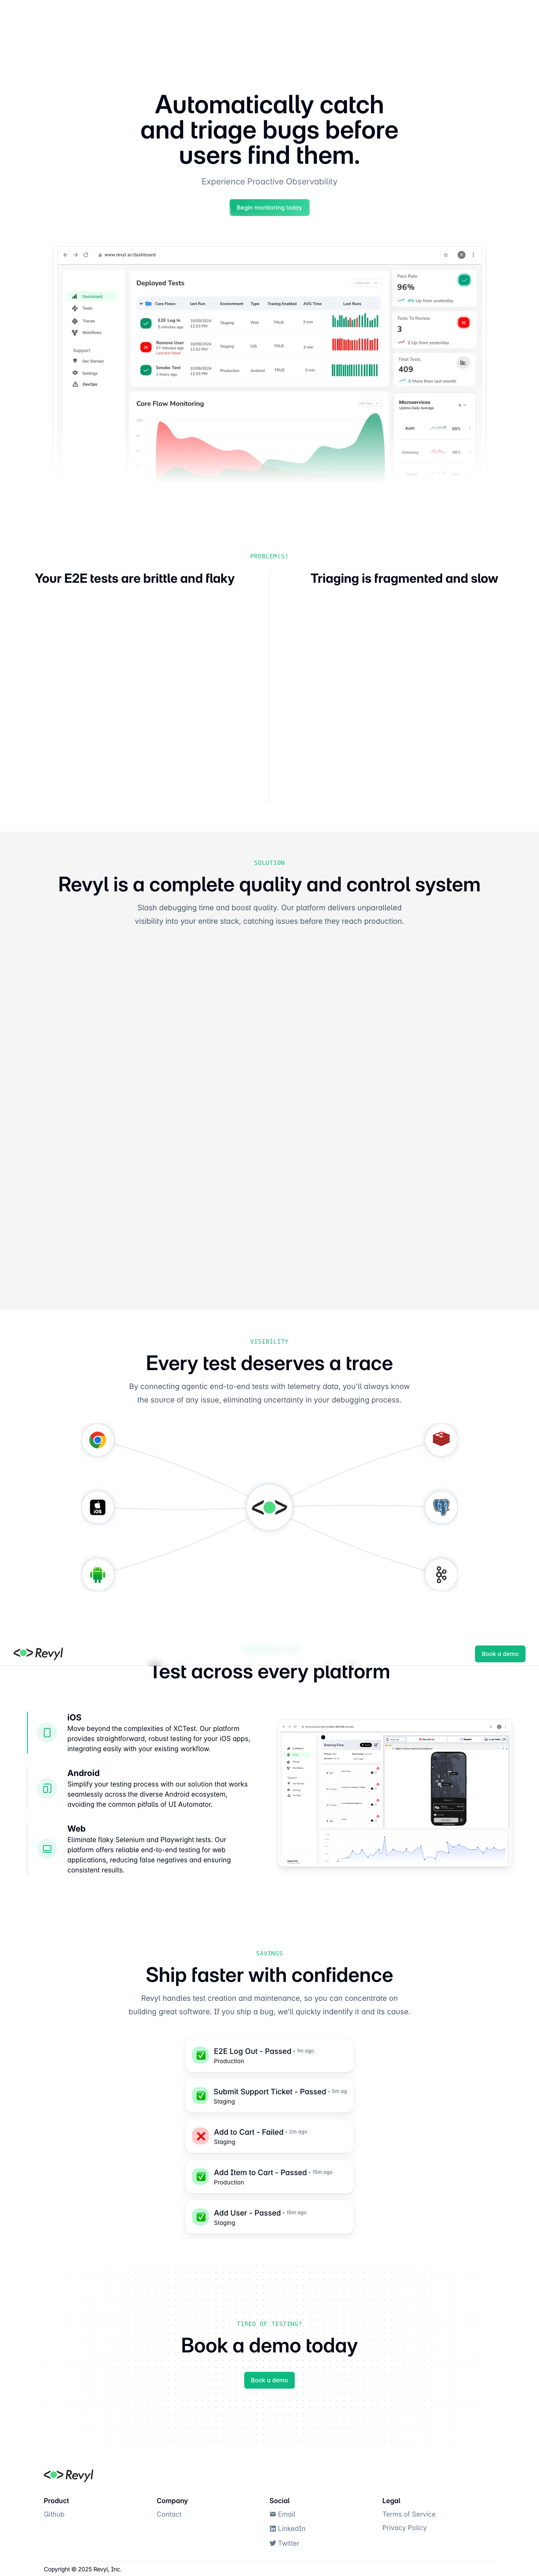 Automatically catch
and triage bugs before
users find them.
Experience Proactive Observability
Begin monitoring today
www.revyl.ai/dashboard
Dashboard
Tests
Traces
Workflows
Support
Get Started
Settings
DevOps
Deployed Tests
Core Flows Last Run Environment Type Tracing Enabled AVG Time Last Runs
E2E Log In
5 minutes ago
10/09/2024
12:53 PM
Staging Web TRUE 5 min
Remove User
57 minutes ago
Last test failed
10/09/2024
12:53 PM
Staging iOS TRUE 3 min
Smoke Test
2 hours ago
10/09/2024
12:53 PM
Production Android TRUE 3 min
Core Flow Monitoring
Pass Rate
96%
4% Up from yesterday
Tests To Review
3
2 Up from yesterday
Total Tests
409
8 More than last month
Microservices
Uptime Daily Average
Auth 99%
Gateway 98%
PROBLEM(S)
Your E2E tests are brittle and flaky
Triaging is fragmented and slow
SOLUTION
Revyl is a complete quality and control system
Slash debugging time and boost quality. Our platform delivers unparalleled
visibility into your entire stack, catching issues before they reach production.
VISIBILITY
Every test deserves a trace
By connecting agentic end-to-end tests with telemetry data, you'll always know
the source of any issue, eliminating uncertainty in your debugging process.
iOS
Revyl
Book a demo
Test across every platform
iOS
Move beyond the complexities of XCTest. Our platform
provides straightforward, robust testing for your iOS apps,
integrating easily with your existing workflow.
Android
Simplify your testing process with our solution that works
seamlessly across the diverse Android ecosystem,
avoiding the common pitfalls of UI Automator.
Web
Eliminate flaky Selenium and Playwright tests. Our
platform offers reliable end-to-end testing for web
applications, reducing false negatives and ensuring
consistent results.
SAVINGS
Ship faster with confidence
Revyl handles test creation and maintenance, so you can concentrate on
building great software. If you ship a bug, we'll quickly indentify it and its cause.
E2E Log Out - Passed · 1m ago
Production
Submit Support Ticket - Passed · 5m ag
Staging
Add to Cart - Failed · 2m ago
Staging
Add Item to Cart - Passed · 15m ago
Production
Add User - Passed · 15m ago
Staging
TIRED OF TESTING?
Book a demo today
Book a demo
Revyl
Product
Github
Company
Contact
Social
Email
LinkedIn
Twitter
Legal
Terms of Service
Privacy Policy
Copyright © 2025 Revyl, Inc.